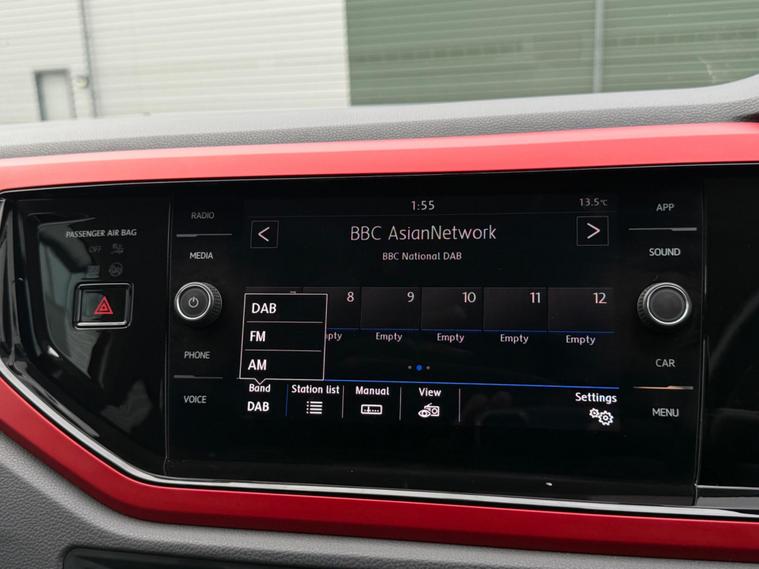 RADIO
MEDIA
PHONE
VOICE
PASSENGER AIR BAG
OFF
1:55
13.5°C
BBC AsianNetwork
BBC National DAB
8
9
10
11
12
Empty
Empty
Empty
Empty
DAB
FM
AM
Band
DAB
Station list
Manual
View
Settings
APP
SOUND
CAR
MENU